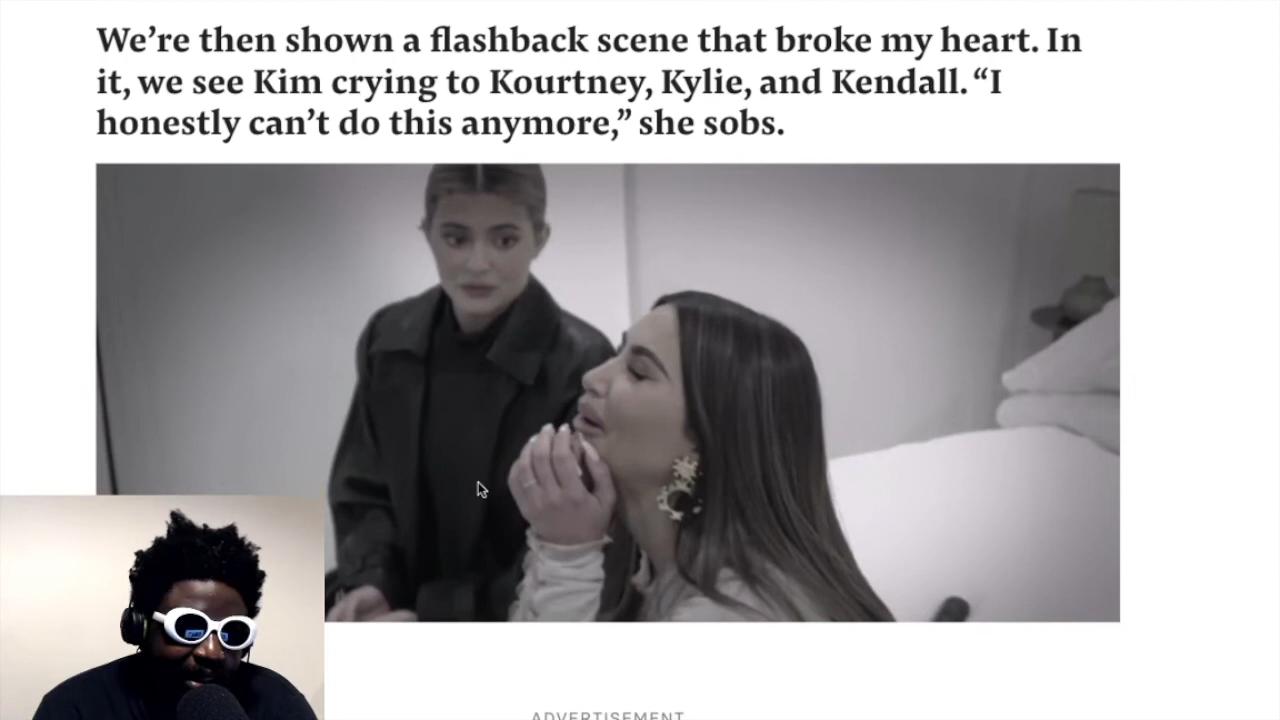 We’re then shown a flashback scene that broke my heart. In
it, we see Kim crying to Kourtney, Kylie, and Kendall. “I
honestly can’t do this anymore,” she sobs.
ADVERTISEMENT